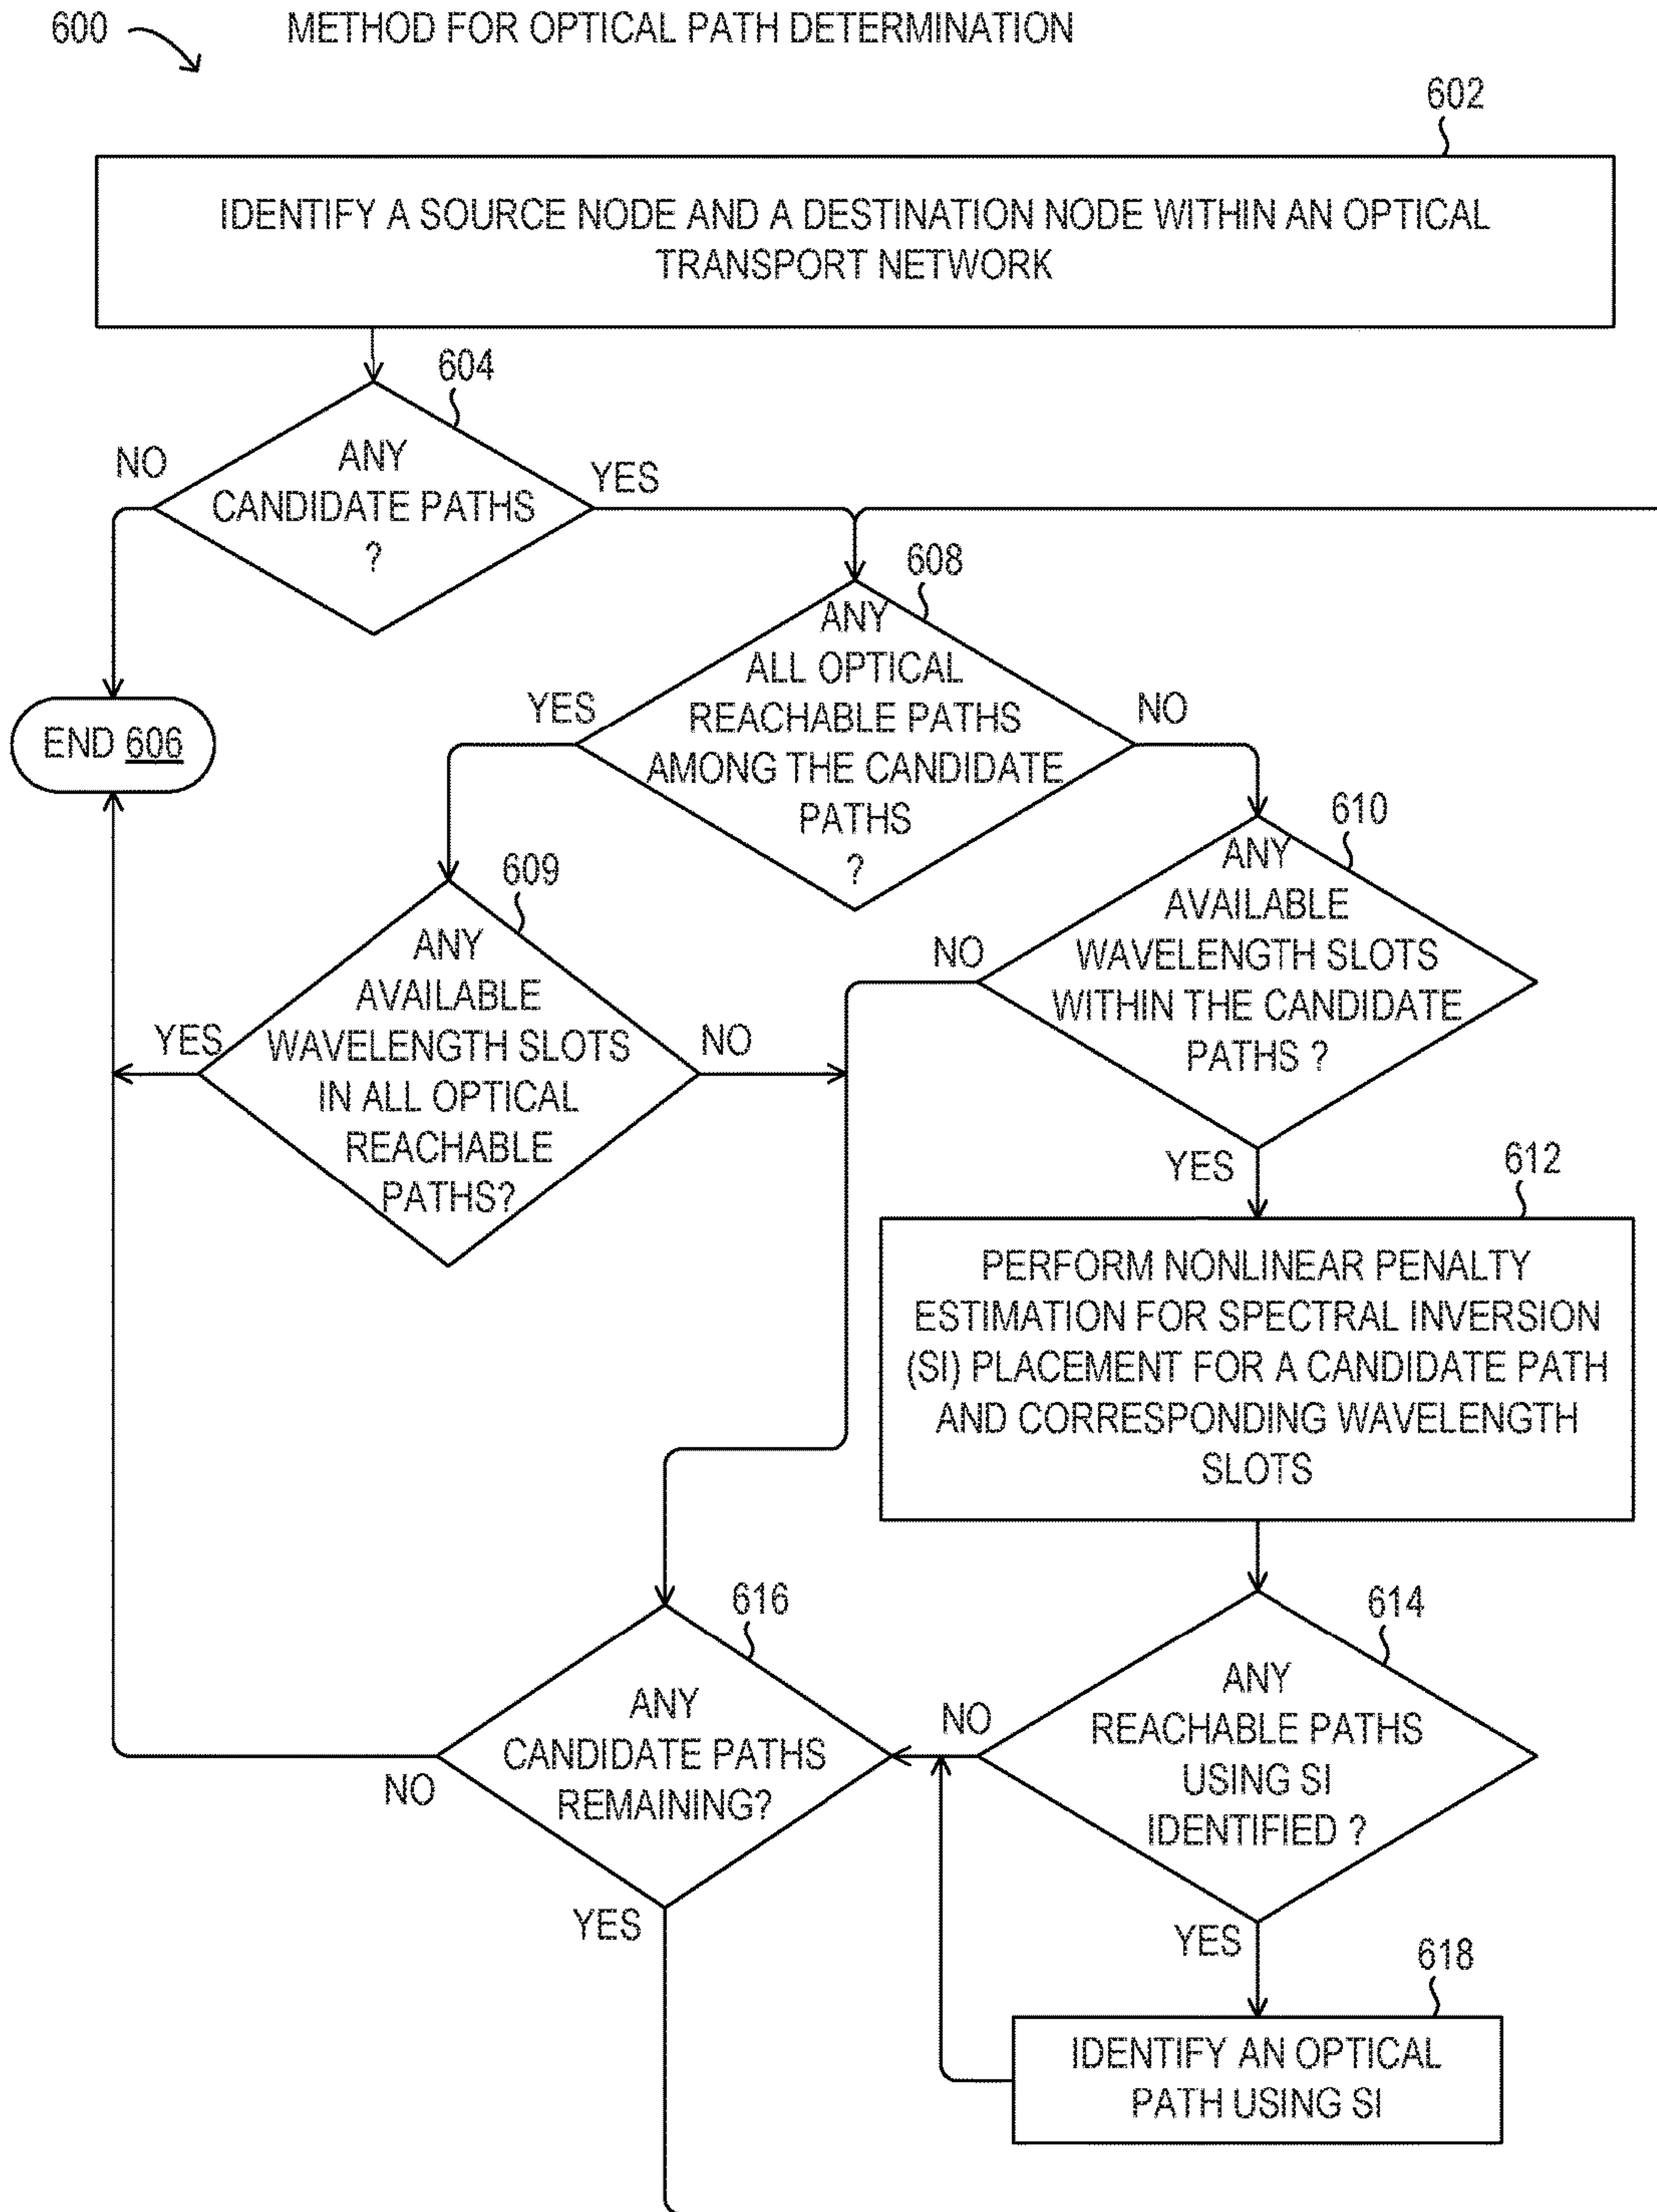 600
METHOD FOR OPTICAL PATH DETERMINATION
602
IDENTIFY A SOURCE NODE AND A DESTINATION NODE WITHIN AN OPTICAL
TRANSPORT NETWORK
604
NO
ANY
CANDIDATE PATHS
?
YES
608
ANY
ALL OPTICAL
REACHABLE PATHS
AMONG THE CANDIDATE
PATHS
?
YES
NO
END 606
610
ANY
AVAILABLE
WAVELENGTH SLOTS
WITHIN THE CANDIDATE
PATHS ?
NO
YES
609
ANY
AVAILABLE
WAVELENGTH SLOTS
IN ALL OPTICAL
REACHABLE
PATHS?
YES
NO
612
PERFORM NONLINEAR PENALTY
ESTIMATION FOR SPECTRAL INVERSION
(SI) PLACEMENT FOR A CANDIDATE PATH
AND CORRESPONDING WAVELENGTH
SLOTS
616
ANY
CANDIDATE PATHS
REMAINING?
NO
YES
614
ANY
REACHABLE PATHS
USING SI
IDENTIFIED ?
NO
YES
618
IDENTIFY AN OPTICAL
PATH USING SI